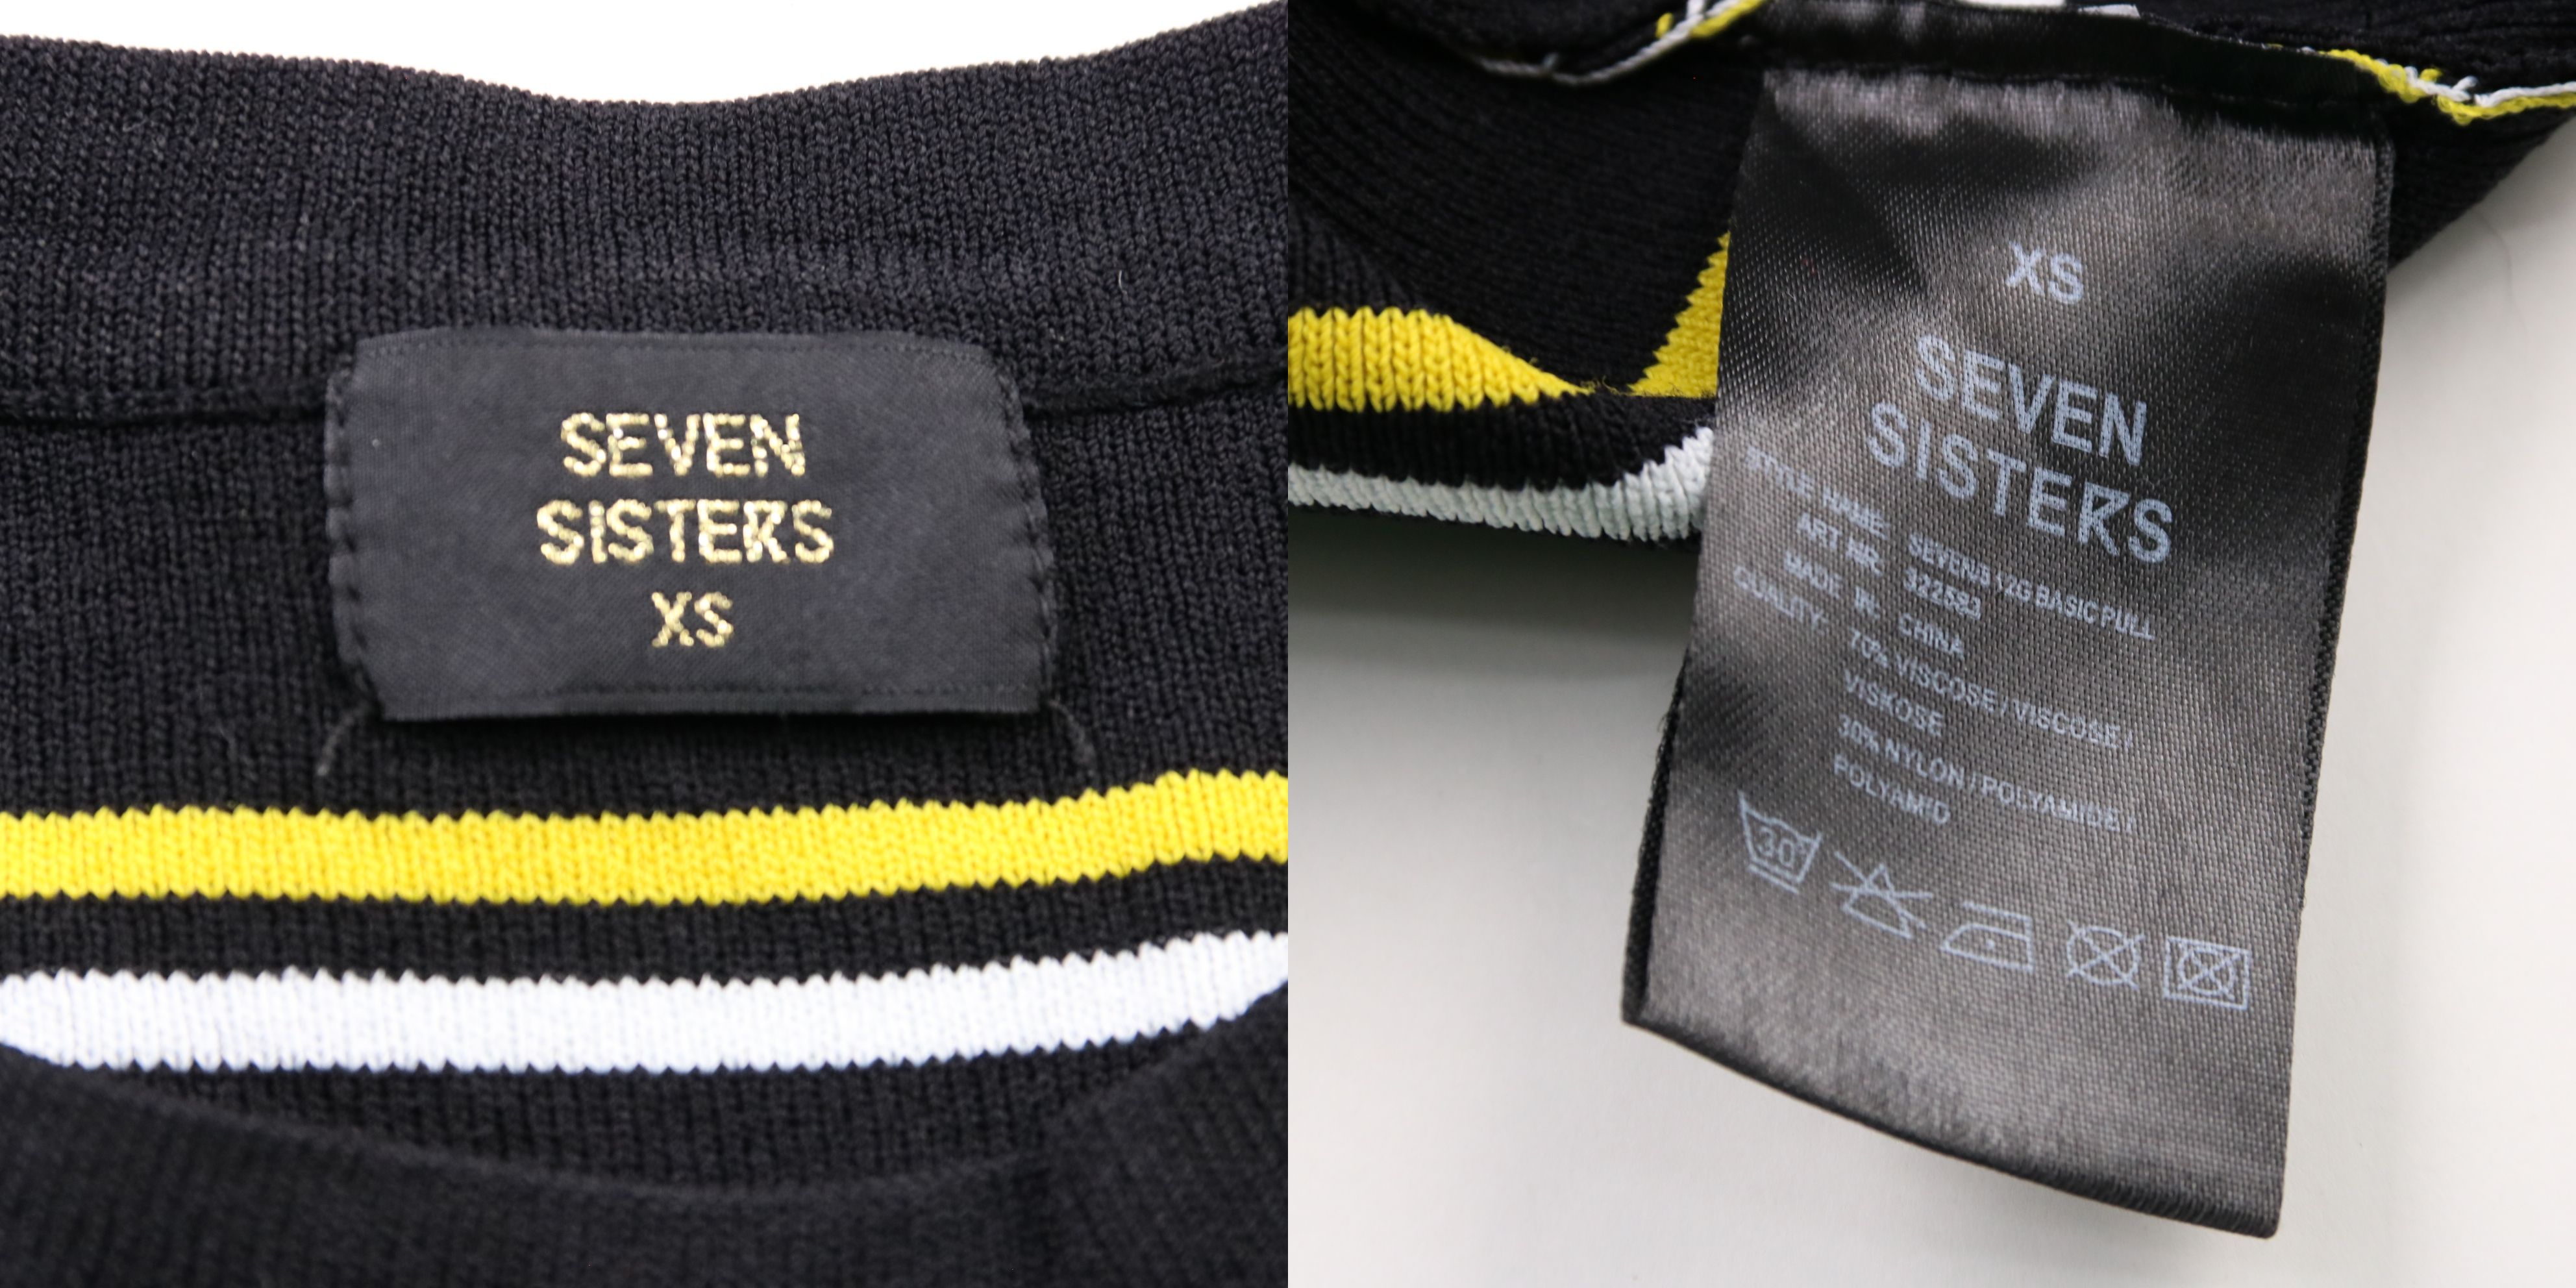 SEVEN
SISTERS
XS
XS
SEVEN
SISTERS
STYLE NAME: SEVENS 12G BASIC PULL
ART NR.
MADE IN: CHINA
QUALITY: 70% VISCOSE / VISCOSE /
VISKOSE
30% NYLON / POLYAMIDE /
POLYAMID
30°